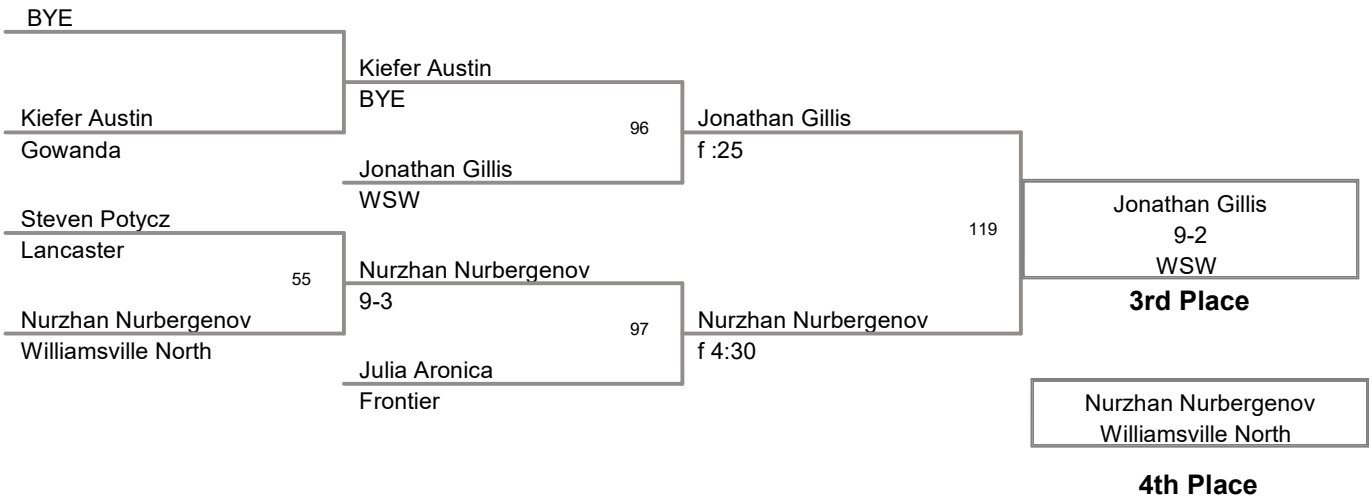 BYE
Kiefer Austin
BYE
Kiefer Austin
Gowanda
96
Jonathan Gillis
f :25
Jonathan Gillis
WSW
Steven Potycz
Lancaster
55
Nurzhan Nurbergenov
9-3
Nurzhan Nurbergenov
Williamsville North
97
Nurzhan Nurbergenov
f 4:30
Julia Aronica
Frontier
119
Jonathan Gillis
9-2
WSW
3rd Place
Nurzhan Nurbergenov
Williamsville North
4th Place